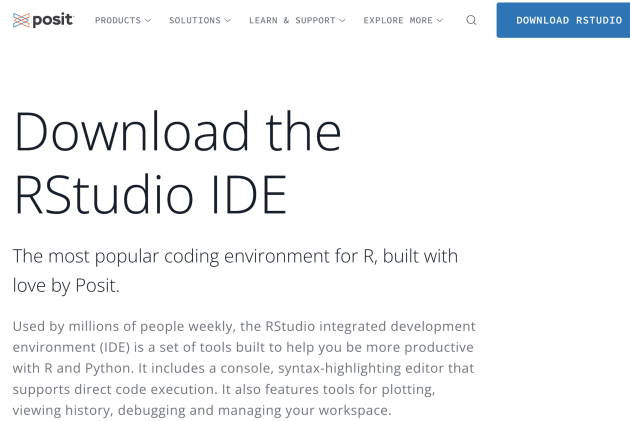 posit
PRODUCTS SOLUTIONS LEARN & SUPPORT EXPLORE MORE DOWNLOAD RSTUDIO
Download the
RStudio IDE
The most popular coding environment for R, built with
love by Posit.
Used by millions of people weekly, the RStudio integrated development
environment (IDE) is a set of tools built to help you be more productive
with R and Python. It includes a console, syntax-highlighting editor that
supports direct code execution. It also features tools for plotting,
viewing history, debugging and managing your workspace.